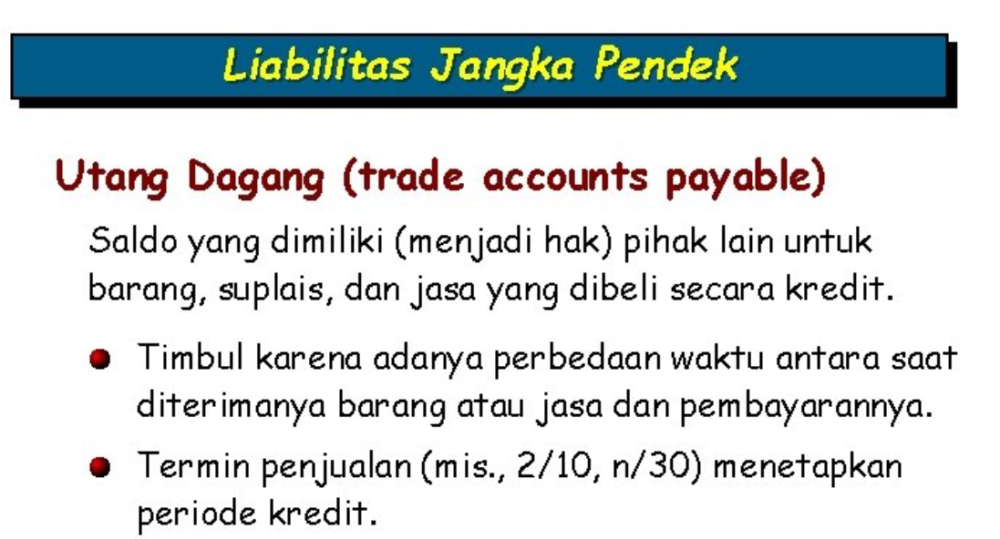 Liabilitas Jangka Pendek
Utang Dagang (trade accounts payable)
Saldo yang dimiliki (menjadi hak) pihak lain untuk
barang, suplais, dan jasa yang dibeli secara kredit.
Timbul karena adanya perbedaan waktu antara saat
diterimanya barang atau jasa dan pembayarannya.
Termin penjualan (mis., 2/10, n/30) menetapkan
periode kredit.